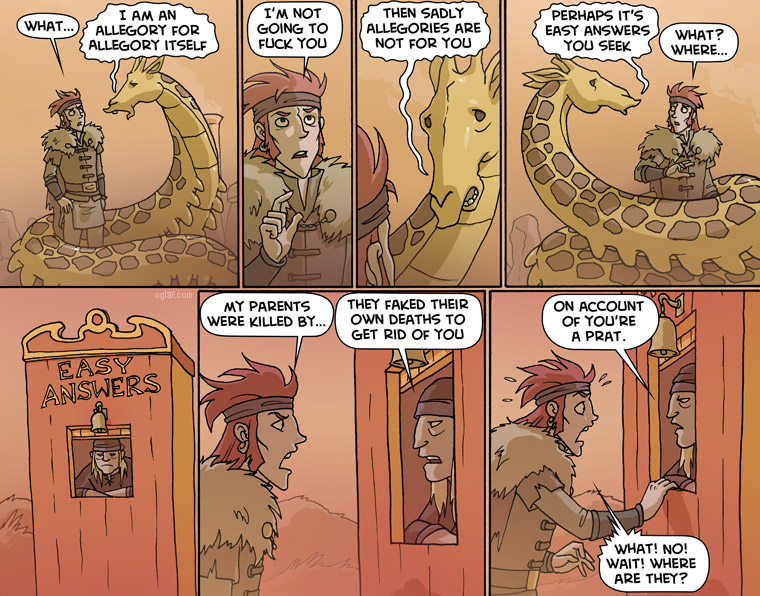 WHAT...
I AM AN
ALLEGORY FOR
ALLEGORY ITSELF
I'M NOT
GOING TO
FUCK YOU
THEN SADLY
ALLEGORIES ARE
NOT FOR YOU
PERHAPS IT'S
EASY ANSWERS
YOU SEEK
WHAT?
WHERE...
oglaf.com
EASY
ANSWERS
MY PARENTS
WERE KILLED BY...
THEY FAKED THEIR
OWN DEATHS TO
GET RID OF YOU
ON ACCOUNT
OF YOU'RE
A PRAT.
WHAT! NO!
WAIT! WHERE
ARE THEY?